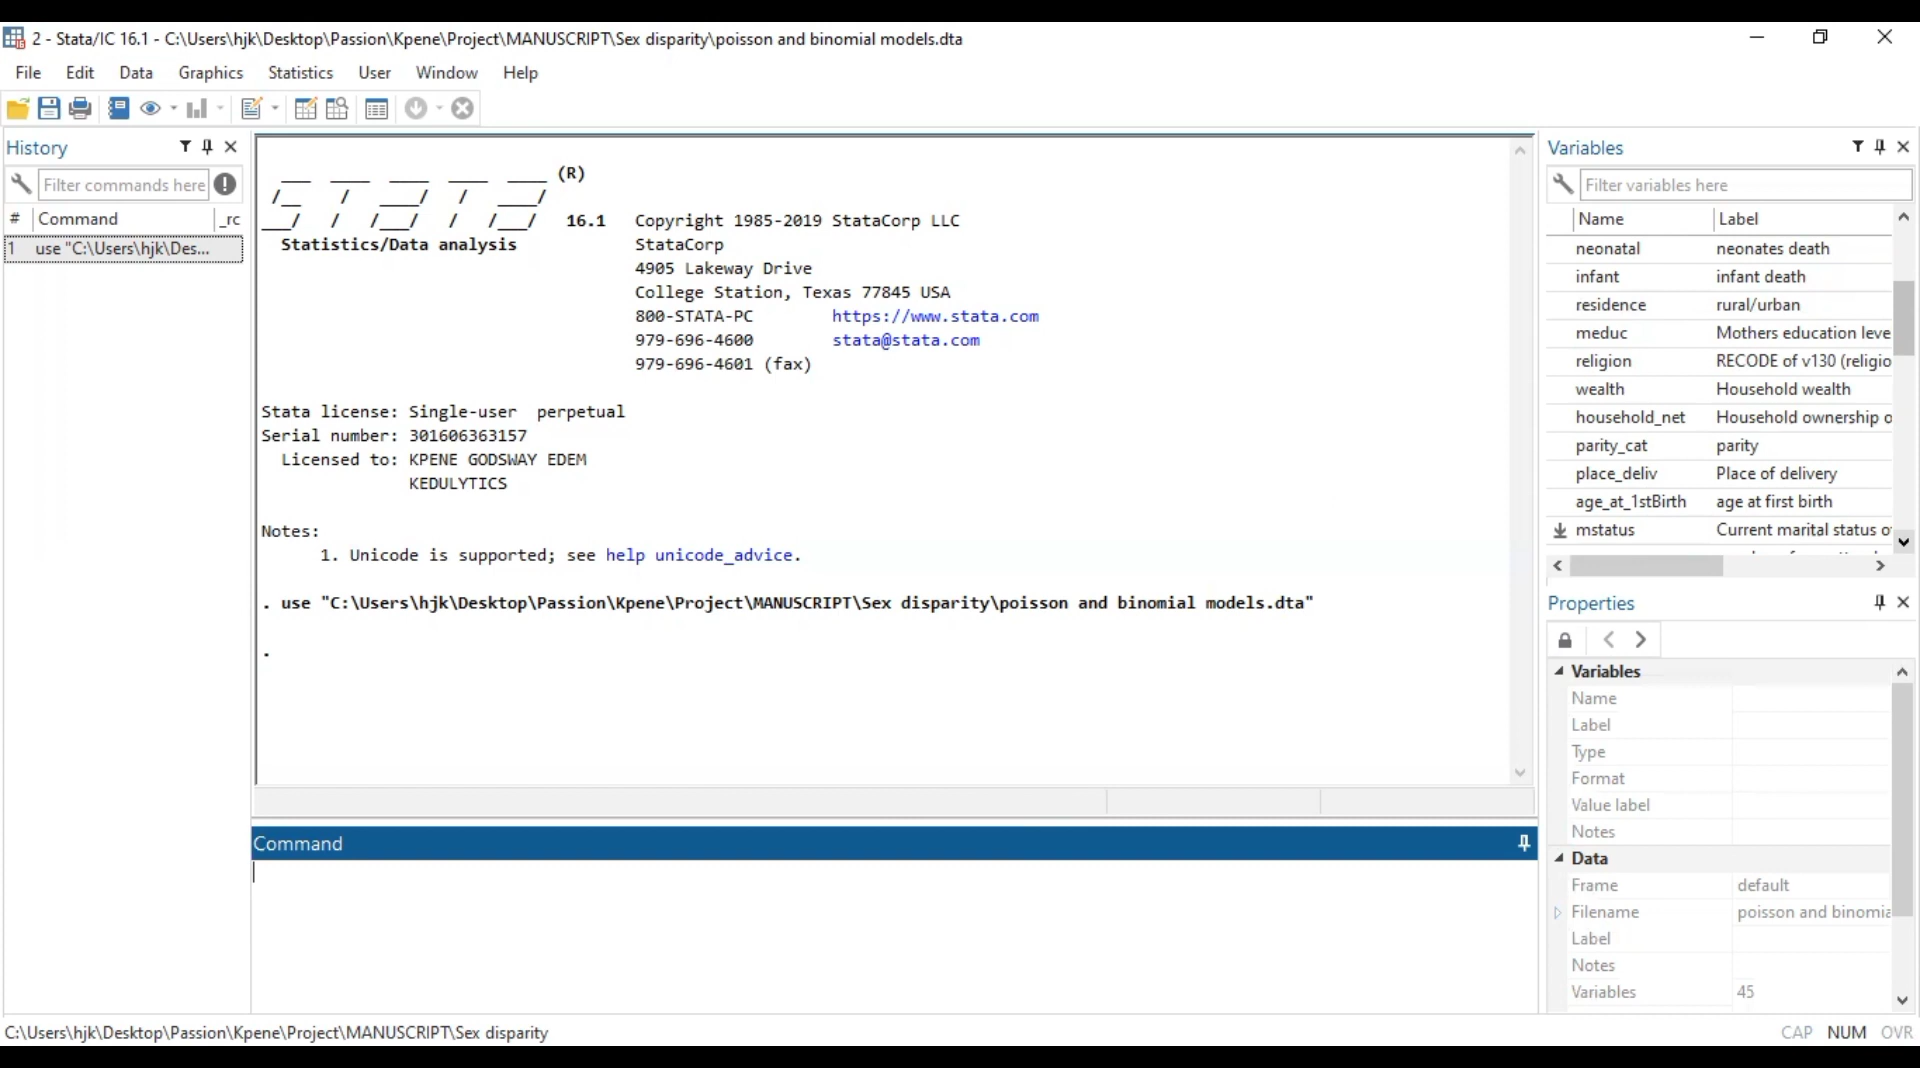 2 - Stata/IC 16.1 - C:\Users\hjk\Desktop\Passion\Kpene\Project\MANUSCRIPT\Sex disparity\poisson and binomial models.dta
File Edit Data Graphics Statistics User Window Help
History
Filter commands here
# Command _rc
1 use "C:\Users\hjk\Des...
(R)
16.1 Copyright 1985-2019 StataCorp LLC
Statistics/Data analysis StataCorp
4905 Lakeway Drive
College Station, Texas 77845 USA
800-STATA-PC https://www.stata.com
979-696-4600 stata@stata.com
979-696-4601 (fax)
Stata license: Single-user perpetual
Serial number: 301606363157
Licensed to: KPENE GODSWAY EDEM
KEDULYTICS
Notes:
1. Unicode is supported; see help unicode_advice.
. use "C:\Users\hjk\Desktop\Passion\Kpene\Project\MANUSCRIPT\Sex disparity\poisson and binomial models.dta"
.
Command
Variables
Filter variables here
Name Label
neonatal neonates death
infant infant death
residence rural/urban
meduc Mothers education leve
religion RECODE of v130 (religio
wealth Household wealth
household_net Household ownership o
parity_cat parity
place_deliv Place of delivery
age_at_1stBirth age at first birth
mstatus Current marital status o
Properties
Variables
Name
Label
Type
Format
Value label
Notes
Data
Frame default
Filename poisson and binomia
Label
Notes
Variables 45
C:\Users\hjk\Desktop\Passion\Kpene\Project\MANUSCRIPT\Sex disparity
CAP NUM OVR